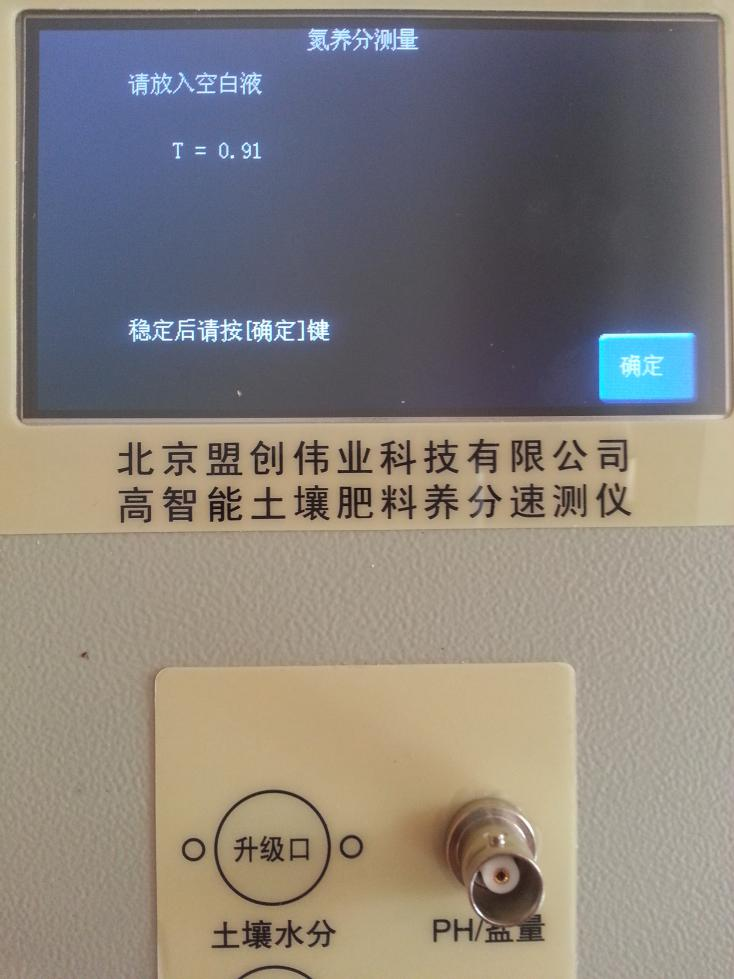 氮养分测量
请放入空白液
T = 0.91
稳定后请按[确定]键
确定
北京盟创伟业科技有限公司
高智能土壤肥料养分速测仪
升级口
土壤水分
PH/盐量